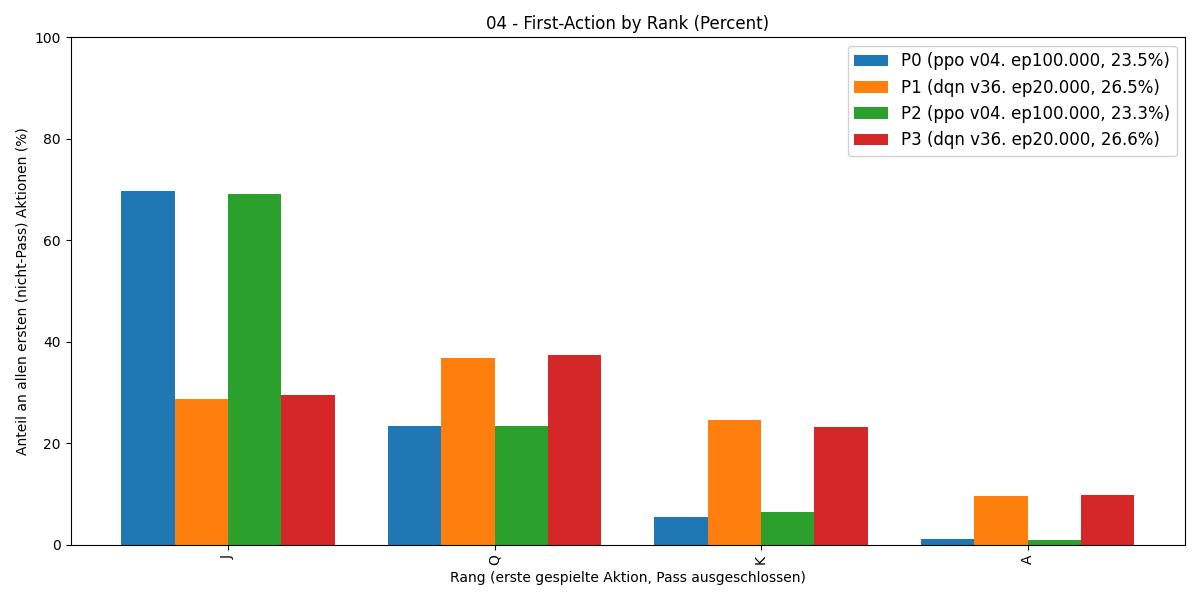 04 - First-Action by Rank (Percent)
Anteil an allen ersten (nicht-Pass) Aktionen (%)
100
80
60
40
20
0
P0 (ppo v04. ep100.000, 23.5%)
P1 (dqn v36. ep20.000, 26.5%)
P2 (ppo v04. ep100.000, 23.3%)
P3 (dqn v36. ep20.000, 26.6%)
J
Q
K
A
Rang (erste gespielte Aktion, Pass ausgeschlossen)